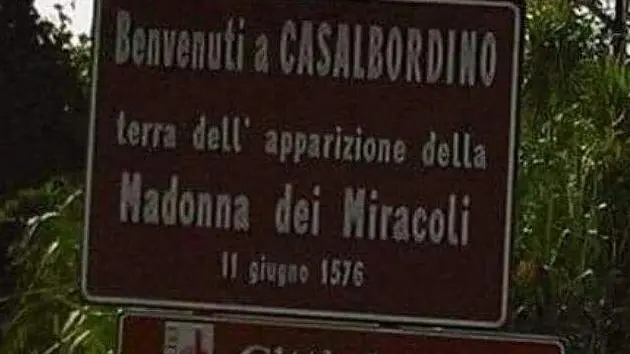 Benvenuti a CASALBORDINO
terra dell' apparizione della
Madonna dei Miracoli
11 giugno 1576